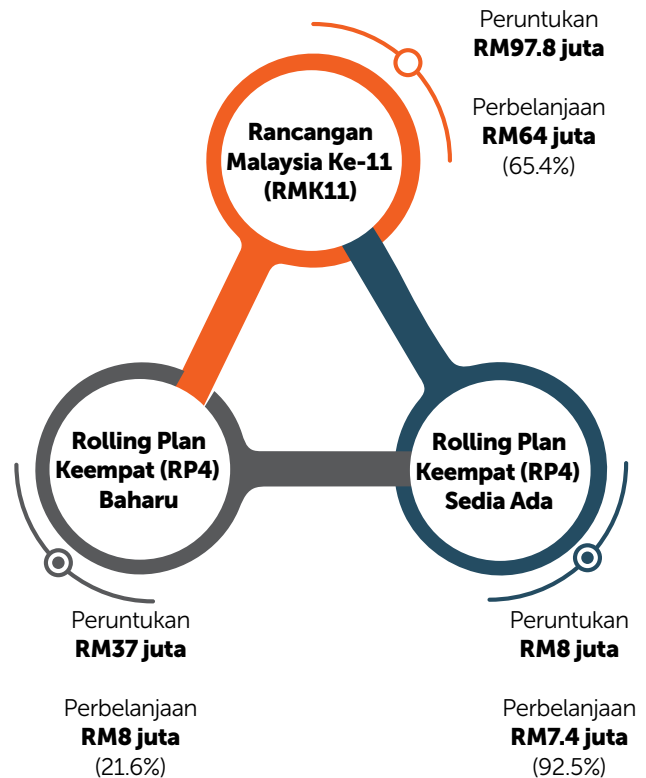 Peruntukan
RM97.8 juta
Perbelanjaan
RM64 juta
(65.4%)
Rancangan
Malaysia Ke-11
(RMK11)
Rolling Plan
Keempat (RP4)
Baharu
Rolling Plan
Keempat (RP4)
Sedia Ada
Peruntukan
RM37 juta
Perbelanjaan
RM8 juta
(21.6%)
Peruntukan
RM8 juta
Perbelanjaan
RM7.4 juta
(92.5%)